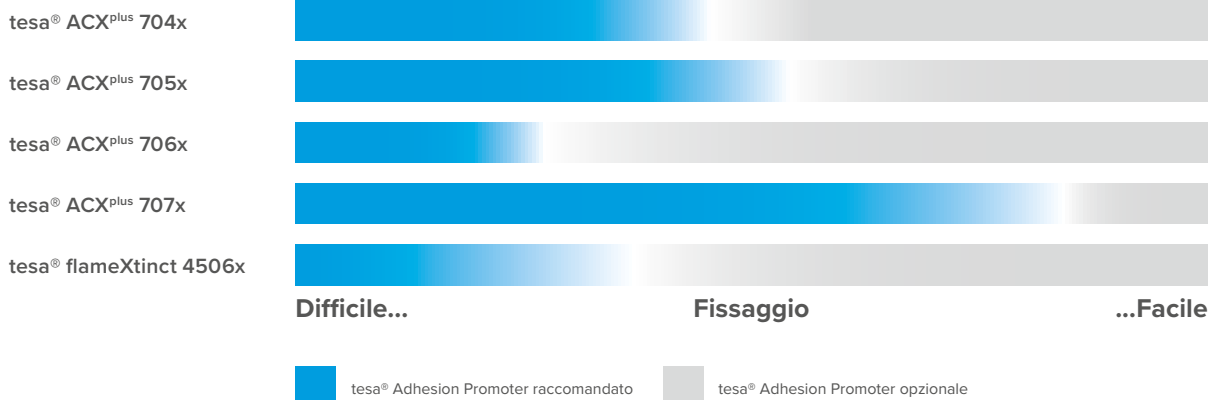 tesa® ACXplus 704x
tesa® ACXplus 705x
tesa® ACXplus 706x
tesa® ACXplus 707x
tesa® flameXtinct 4506x
Difficile... Fissaggio ...Facile
tesa® Adhesion Promoter raccomandato tesa® Adhesion Promoter opzionale